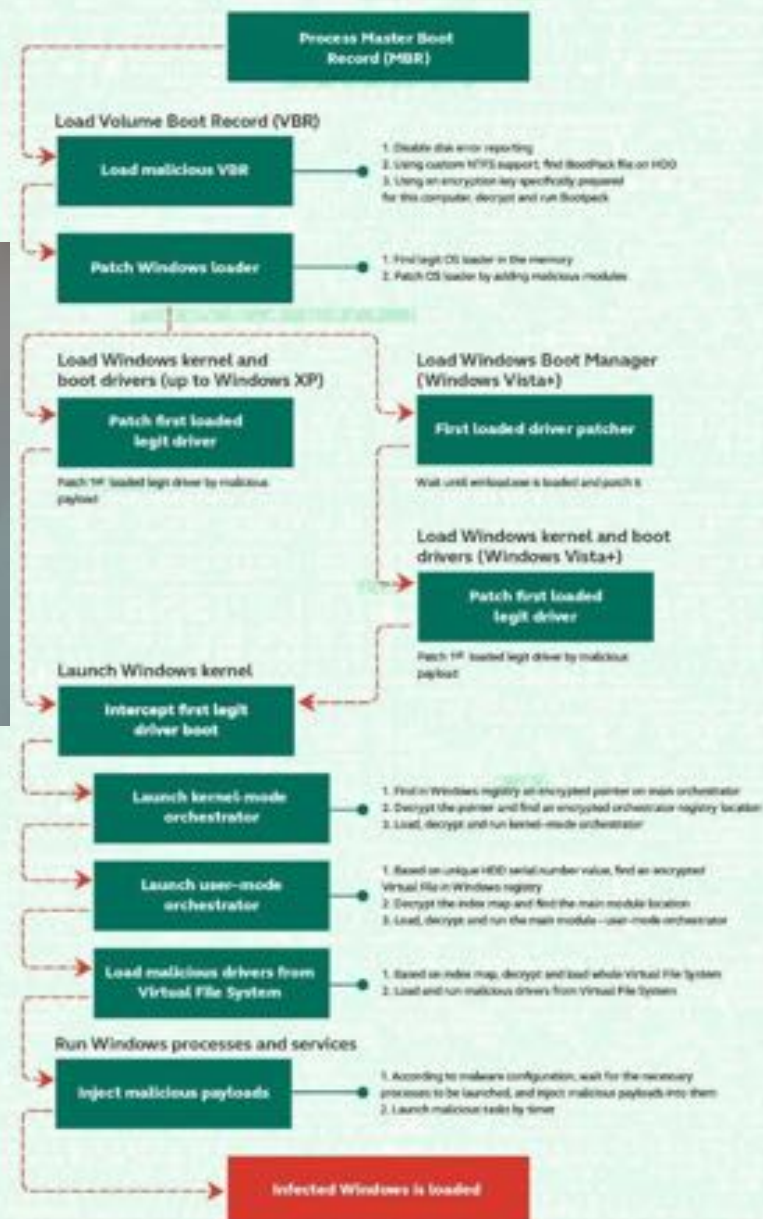 Process Master Boot
Record (MBR)
Load Volume Boot Record (VBR)
Load malicious VBR
1. Disable disk error reporting
2. Using custom NTFS support, find BootPack file on HDD
3. Using an encryption key specifically prepared
for this computer, decrypt and run Bootpack
Patch Windows loader
1. Find legit OS loader in the memory
2. Patch OS loader by adding malicious modules
Load Windows kernel and
boot drivers (up to Windows XP)
Patch first loaded
legit driver
Patch 1st loaded legit driver by malicious
payload
Load Windows Boot Manager
(Windows Vista+)
First loaded driver patcher
Wait until is loaded and patch it
Load Windows kernel and boot
drivers (Windows Vista+)
Patch first loaded
legit driver
Patch 1st loaded legit driver by malicious
payload
Launch Windows kernel
Intercept first legit
driver boot
Launch kernel-mode
orchestrator
1. Find in Windows registry an encrypted pointer on main orchestrator
2. Decrypt the pointer and find an encrypted orchestrator registry location
3. Load, decrypt and run kernel-mode orchestrator
Launch user-mode
orchestrator
1. Based on unique HDD serial number value, find an encrypted
Virtual File in Windows registry
2. Decrypt the index map and find the main module location
3. Load, decrypt and run the main module – user-mode orchestrator
Load malicious drivers from
Virtual File System
1. Based on index map, decrypt and load whole Virtual File System
2. Load and run malicious drivers from Virtual File System
Run Windows processes and services
Inject malicious payloads
1. According to malware configuration, wait for the necessary
processes to be launched, and inject malicious payloads into them
2. Launch malicious tasks by timer
Infected Windows is loaded